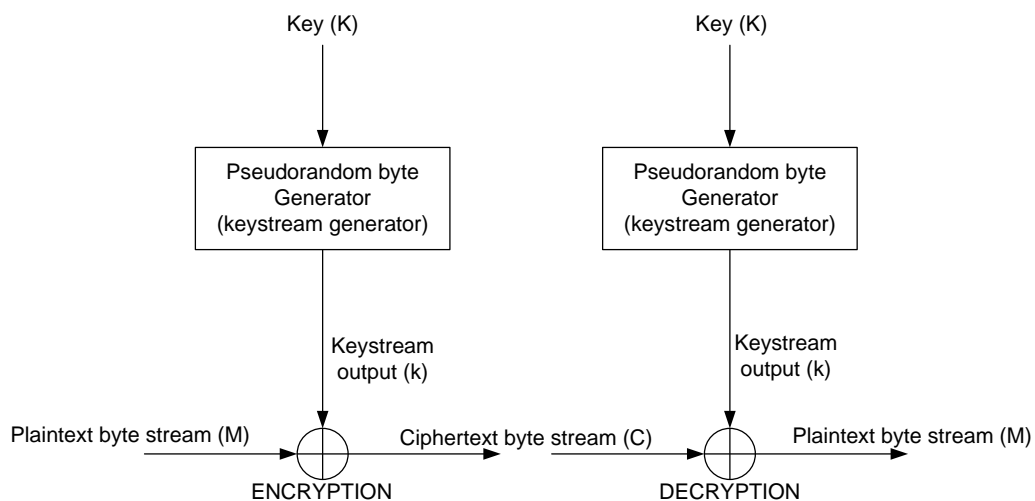 Key (K)
Key (K)
Pseudorandom byte
Generator
(keystream generator)
Pseudorandom byte
Generator
(keystream generator)
Keystream
output (k)
Keystream
output (k)
Plaintext byte stream (M)
Ciphertext byte stream (C)
Plaintext byte stream (M)
ENCRYPTION
DECRYPTION